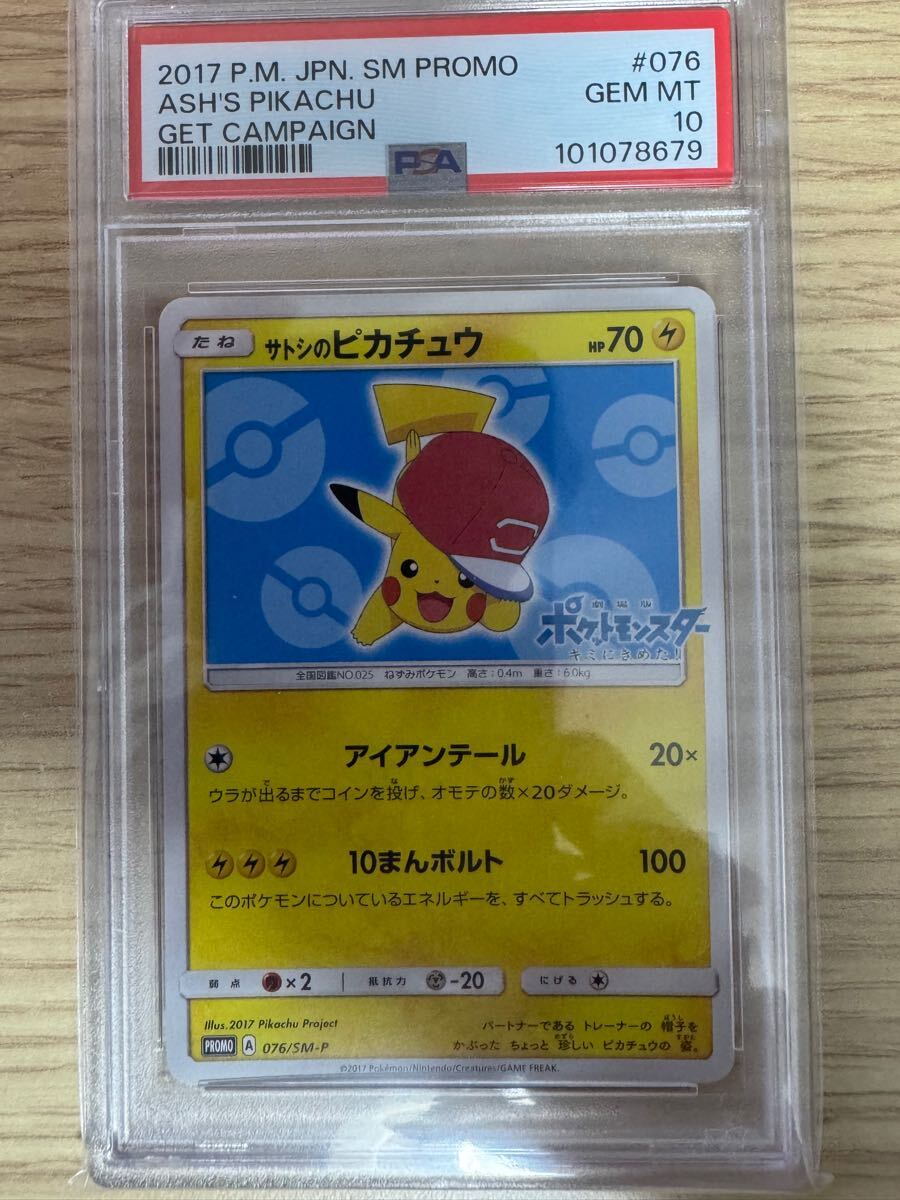 2017 P.M. JPN. SM PROMO #076
ASH'S PIKACHU GEM MT
GET CAMPAIGN 10
PSA 101078679
たね サトシのピカチュウ HP70
劇場版
ポケットモンスター
キミにきめた!
全国図鑑NO.025 ねずみポケモン 高さ:0.4m 重さ:6.0kg
アイアンテール 20×
ウラが出るまでコインを投げ、オモテの数×20ダメージ。
10まんボルト 100
このポケモンについているエネルギーを、すべてトラッシュする。
弱点 ×2 抵抗力 -20 にげる
Illus.2017 Pikachu Project
PROMO A 076/SM-P
パートナーである トレーナーの 帽子を
かぶった ちょっと 珍しい ピカチュウの 姿。
©2017 Pokémon/Nintendo/Creatures/GAME FREAK.